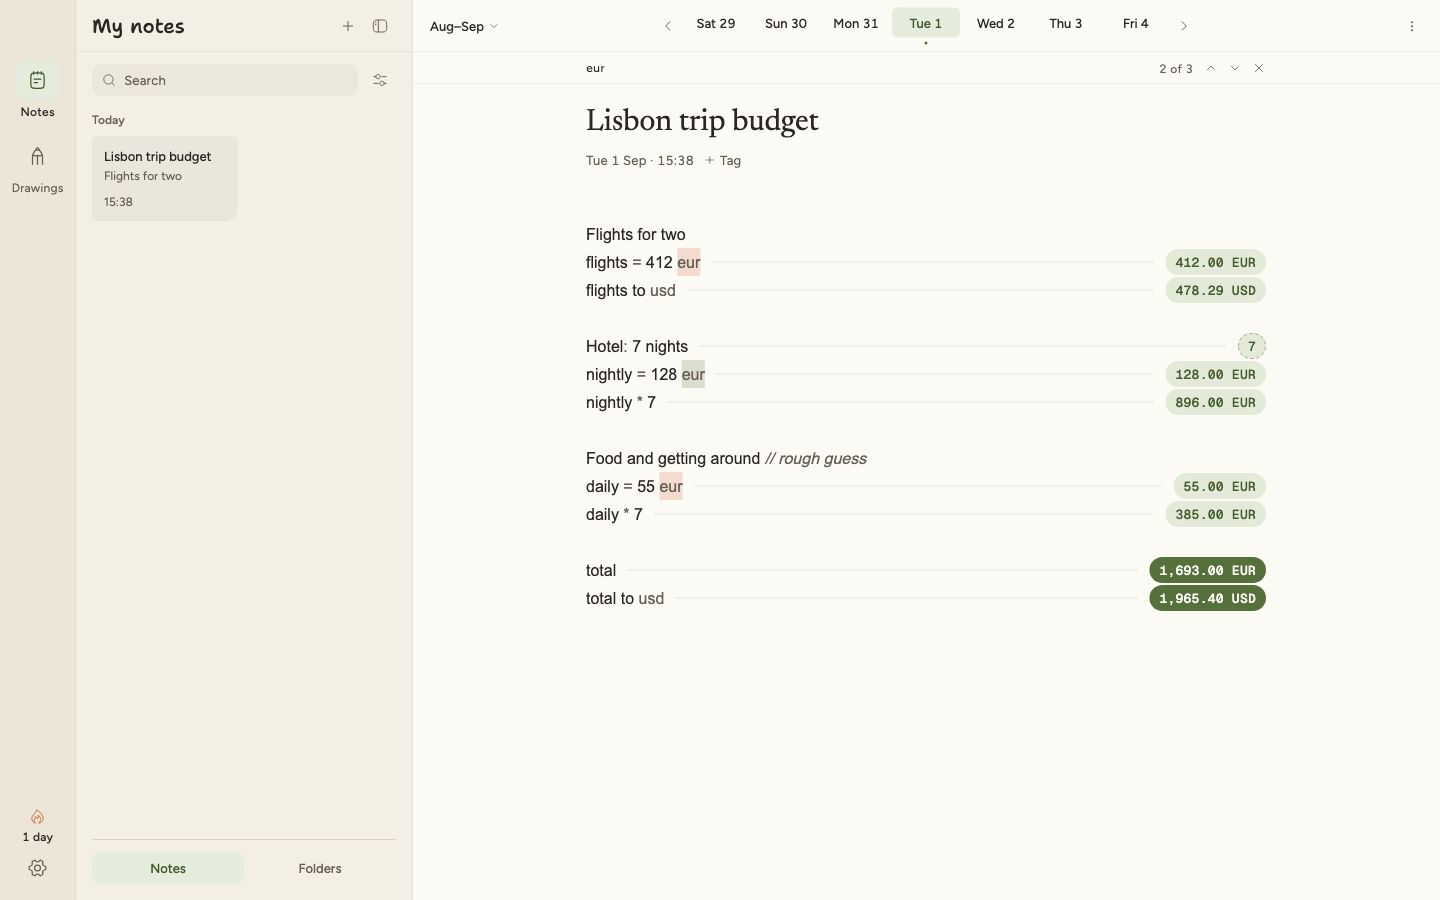 My notes
Search
Notes
Drawings
Today
Lisbon trip budget
Flights for two
15:38
1 day
Notes
Folders
Aug–Sep
Sat 29
Sun 30
Mon 31
Tue 1
Wed 2
Thu 3
Fri 4
eur
2 of 3
Lisbon trip budget
Tue 1 Sep · 15:38 + Tag
Flights for two
flights = 412 eur 412.00 EUR
flights to usd 478.29 USD
Hotel: 7 nights 7
nightly = 128 eur 128.00 EUR
nightly * 7 896.00 EUR
Food and getting around // rough guess
daily = 55 eur 55.00 EUR
daily * 7 385.00 EUR
total 1,693.00 EUR
total to usd 1,965.40 USD